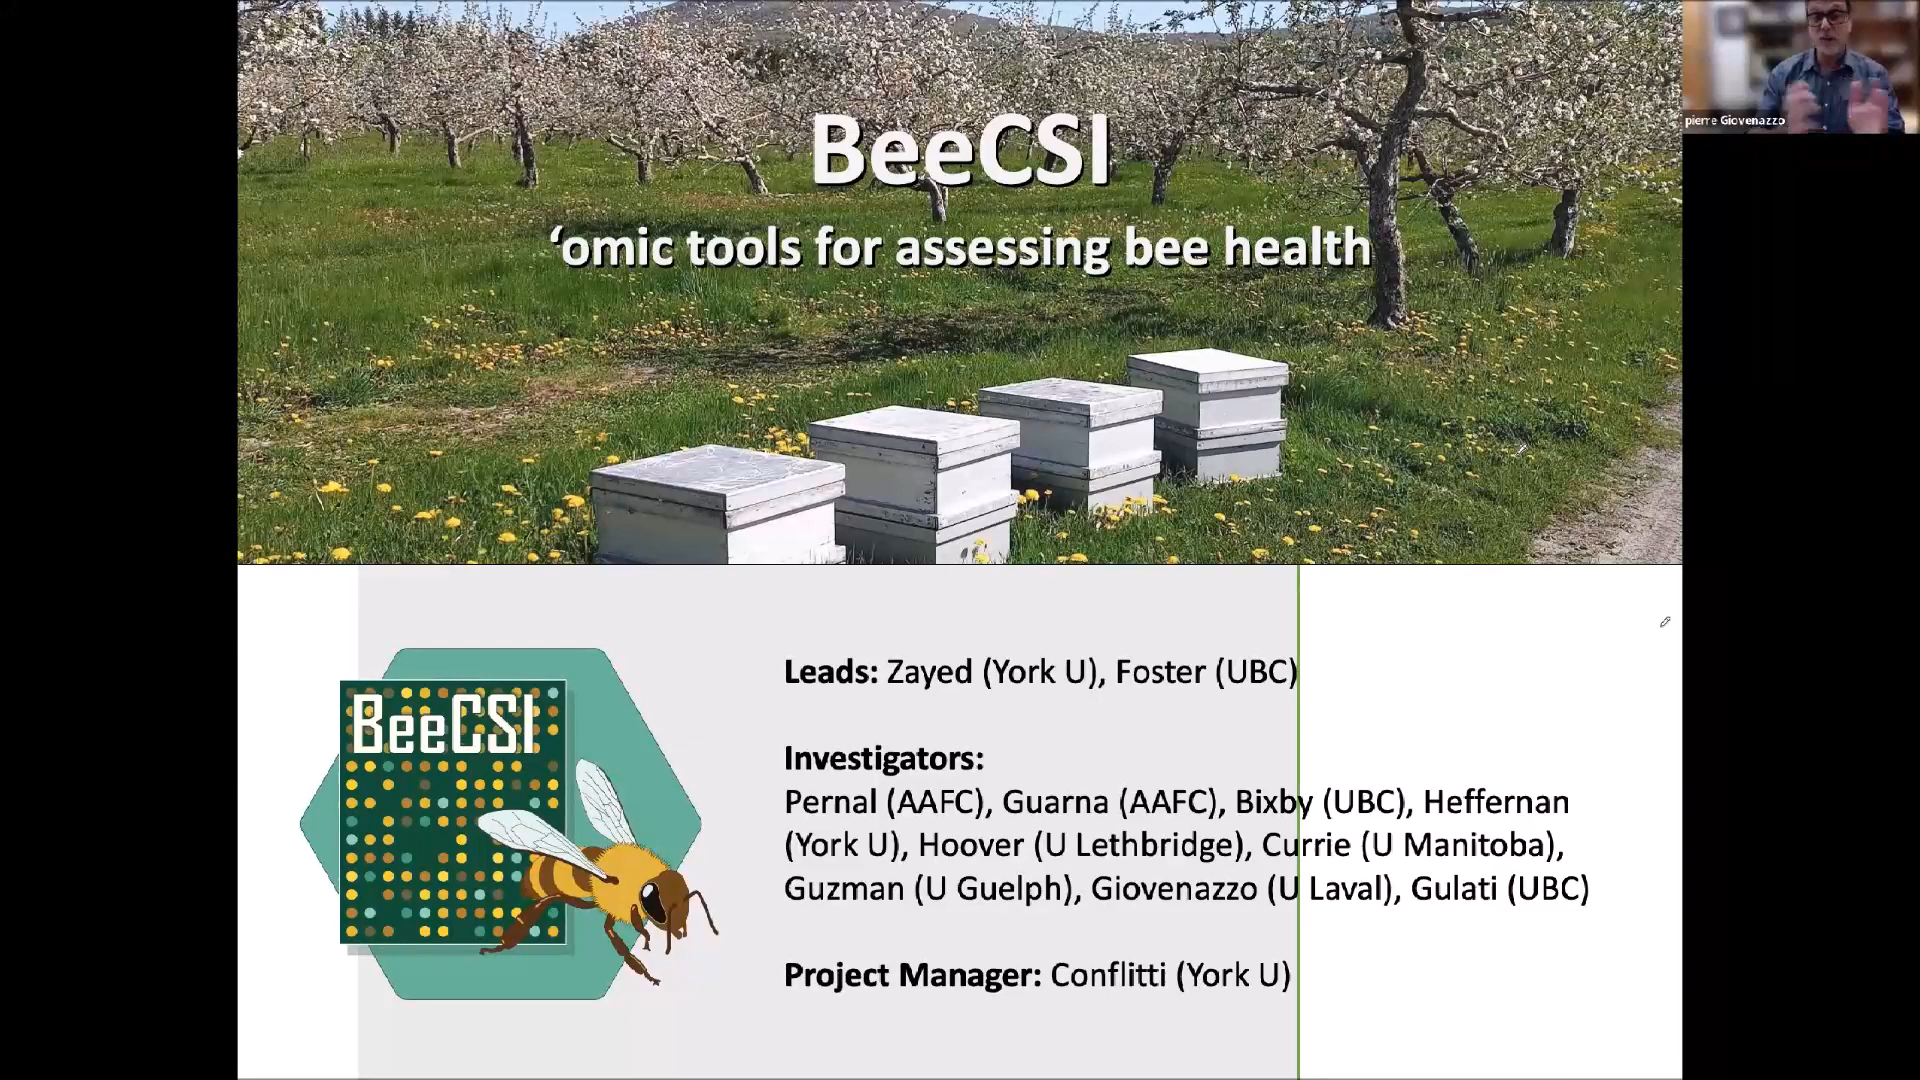 BeeCSI
‘omic tools for assessing bee health
pierre Giovenazzo
BeeCSI
Leads: Zayed (York U), Foster (UBC)
Investigators:
Pernal (AAFC), Guarna (AAFC), Bixby (UBC), Heffernan
(York U), Hoover (U Lethbridge), Currie (U Manitoba),
Guzman (U Guelph), Giovenazzo (U Laval), Gulati (UBC)
Project Manager: Conflitti (York U)